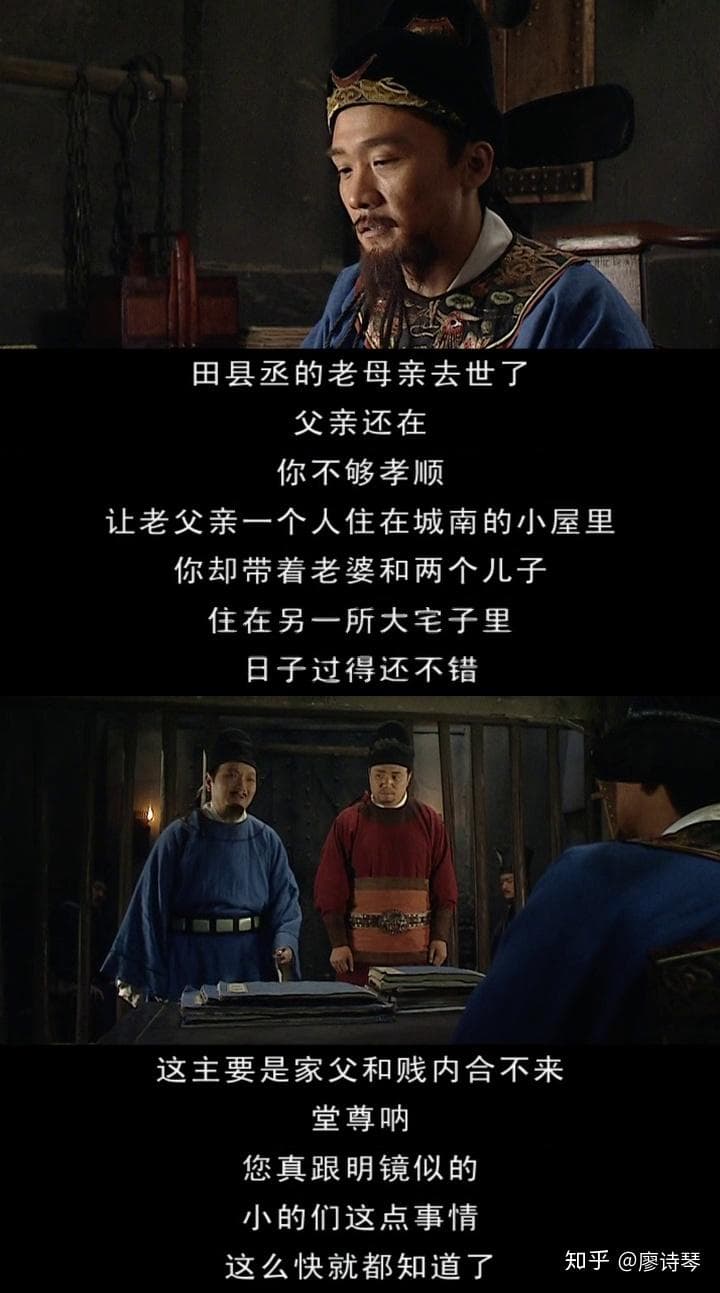 田县丞的老母亲去世了
父亲还在
你不够孝顺
让老父亲一个人住在城南的小屋里
你却带着老婆和两个儿子
住在另一所大宅子里
日子过得还不错
这主要是家父和贱内合不来
堂尊呐
您真跟明镜似的
小的们这点事情
这么快就都知道了
知乎 @廖诗琴